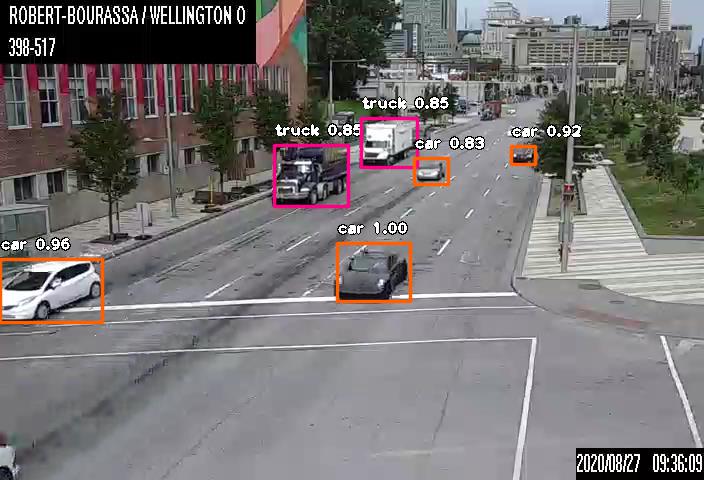 ROBERT-BOURASSA / WELLINGTON O
398-517
truck 0.85
truck 0.85
car 0.83
car 0.92
car 1.00
car 0.96
2020/08/27 09:36:09